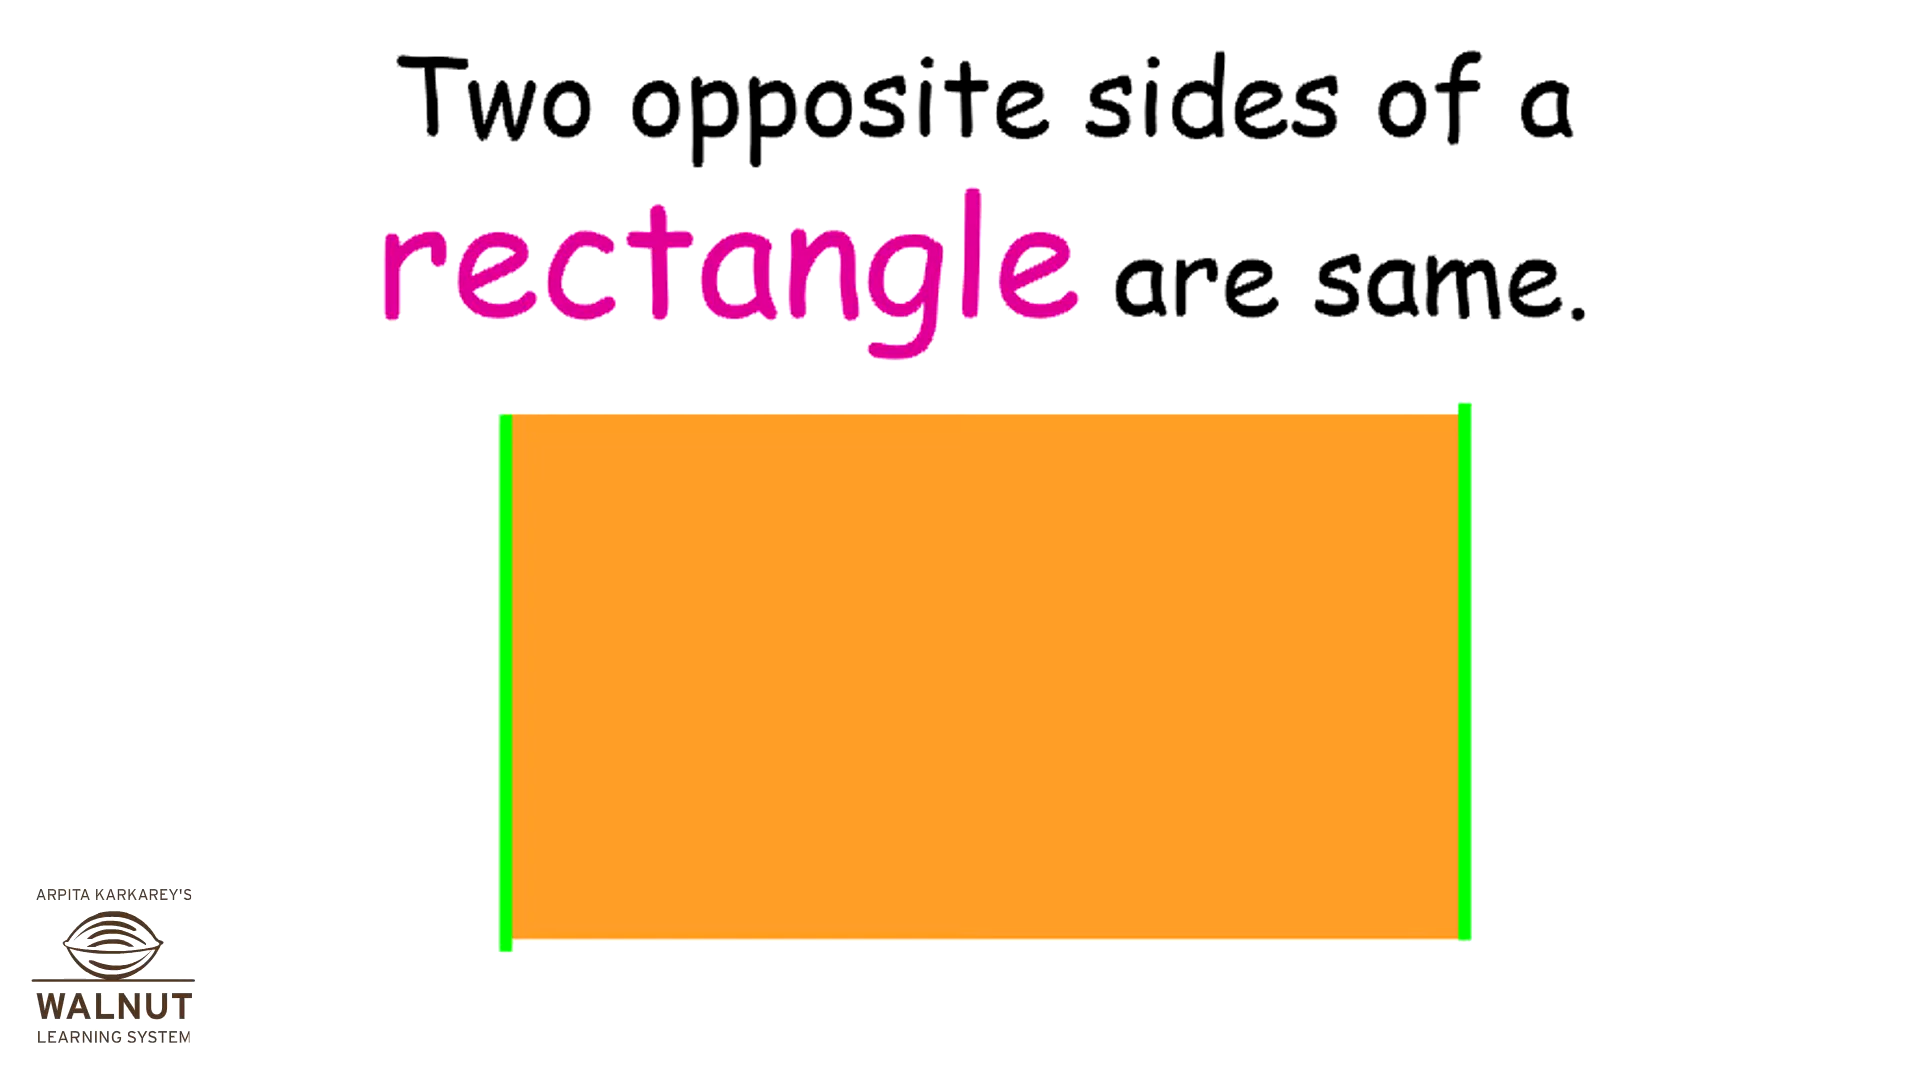 Two opposite sides of a
rectangle are same.
ARPITA KARKAREY'S
WALNUT
LEARNING SYSTEM